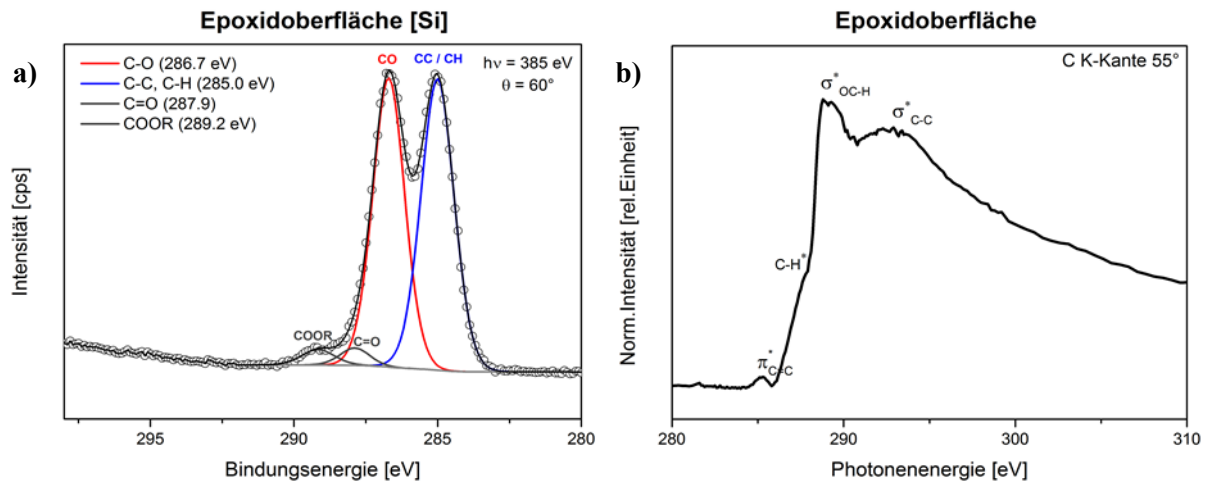 Epoxidoberfläche [Si]
a)
C-O (286.7 eV)
C-C, C-H (285.0 eV)
C=O (287.9)
COOR (289.2 eV)
CO
CC / CH
hν = 385 eV
θ = 60°
COOR
C=O
Intensität [cps]
295
290
285
280
Bindungsenergie [eV]
Epoxidoberfläche
b)
C K-Kante 55°
σ*OC-H
σ*C-C
C-H*
π*C=C
Norm.Intensität [rel.Einheit]
280
290
300
310
Photonenenergie [eV]